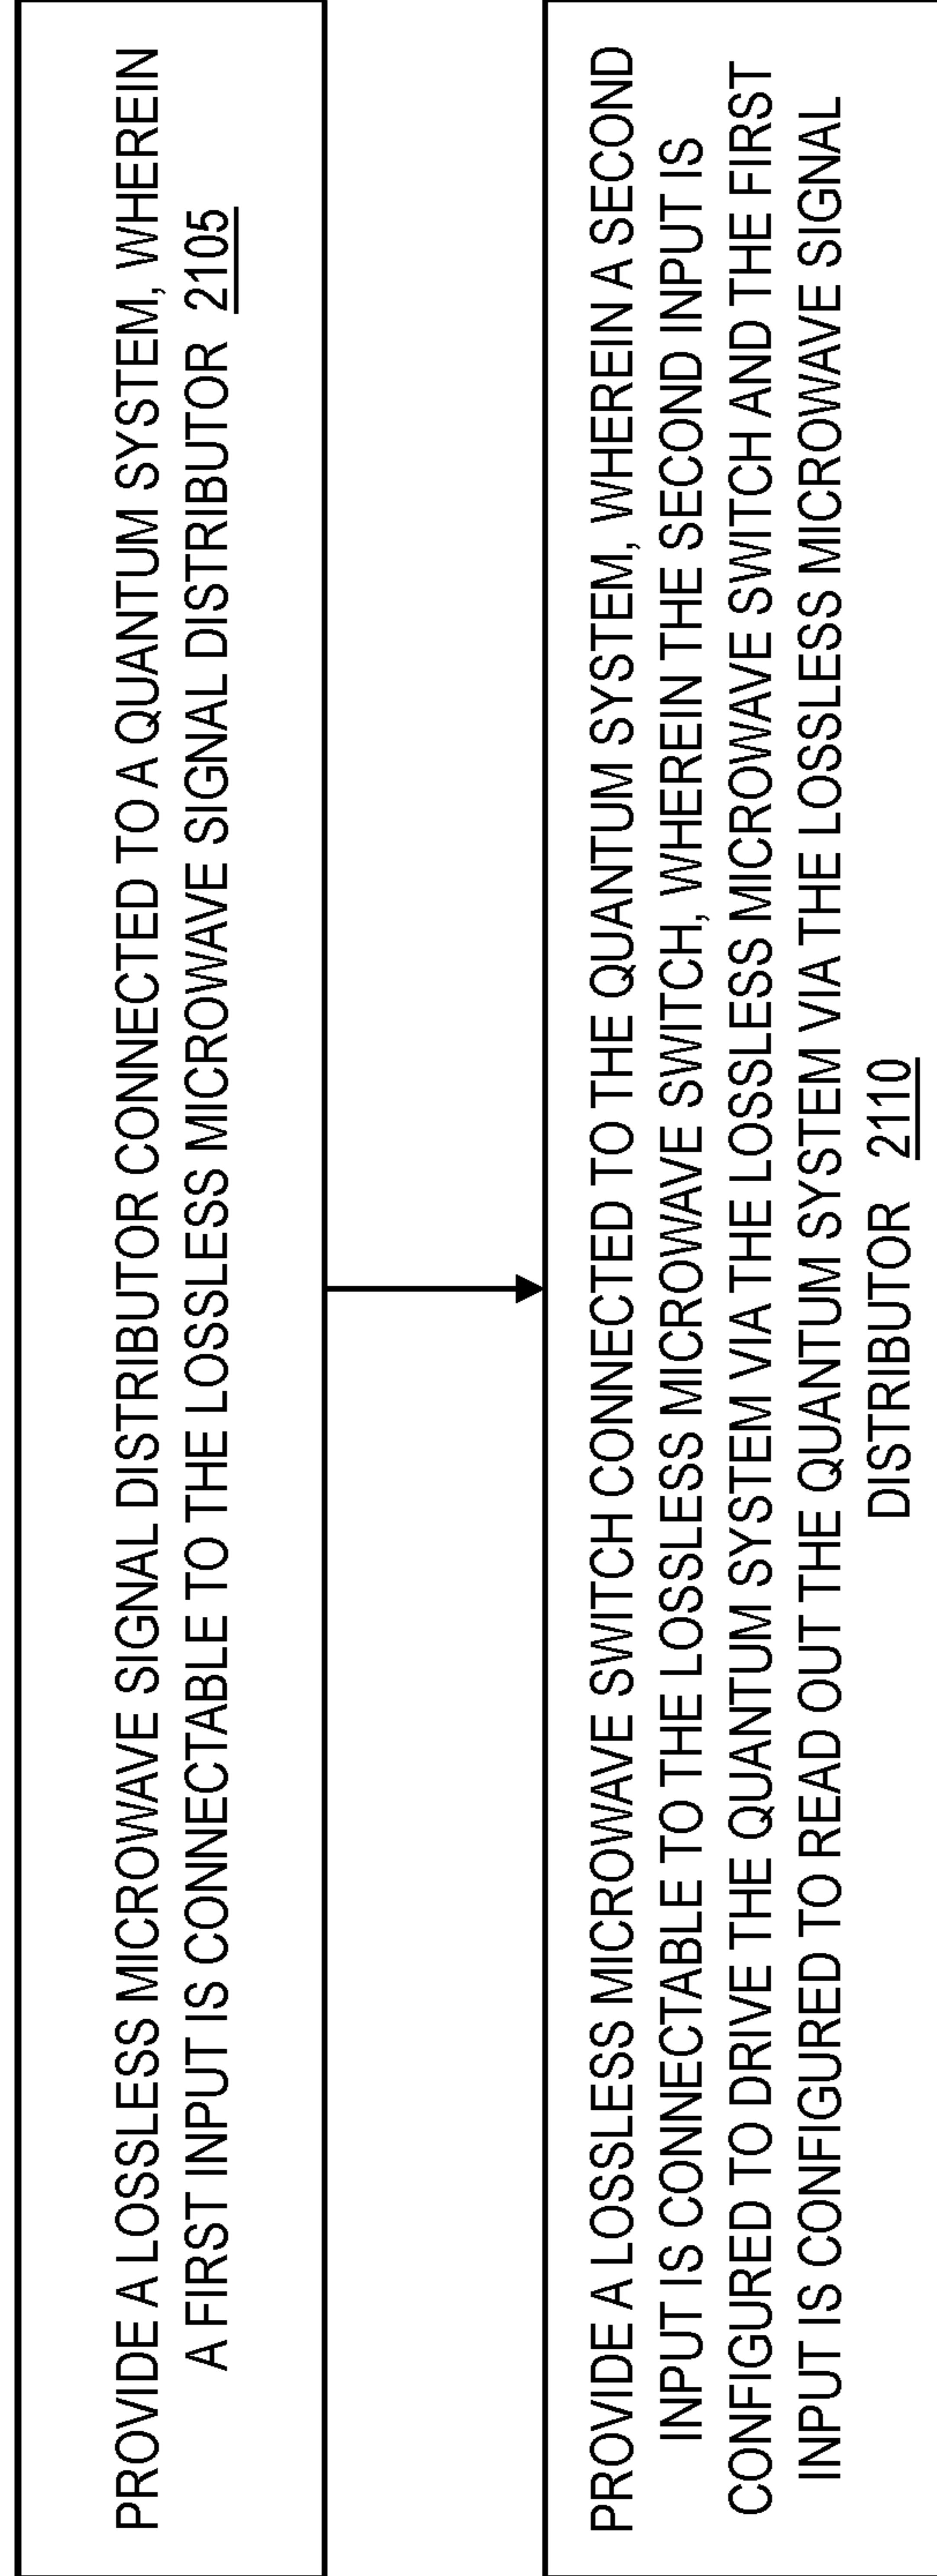 PROVIDE A LOSSLESS MICROWAVE SIGNAL DISTRIBUTOR CONNECTED TO A QUANTUM SYSTEM, WHEREIN
A FIRST INPUT IS CONNECTABLE TO THE LOSSLESS MICROWAVE SIGNAL DISTRIBUTOR 2105
PROVIDE A LOSSLESS MICROWAVE SWITCH CONNECTED TO THE QUANTUM SYSTEM, WHEREIN A SECOND
INPUT IS CONNECTABLE TO THE LOSSLESS MICROWAVE SWITCH, WHEREIN THE SECOND INPUT IS
CONFIGURED TO DRIVE THE QUANTUM SYSTEM VIA THE LOSSLESS MICROWAVE SWITCH AND THE FIRST
INPUT IS CONFIGURED TO READ OUT THE QUANTUM SYSTEM VIA THE LOSSLESS MICROWAVE SIGNAL
DISTRIBUTOR 2110